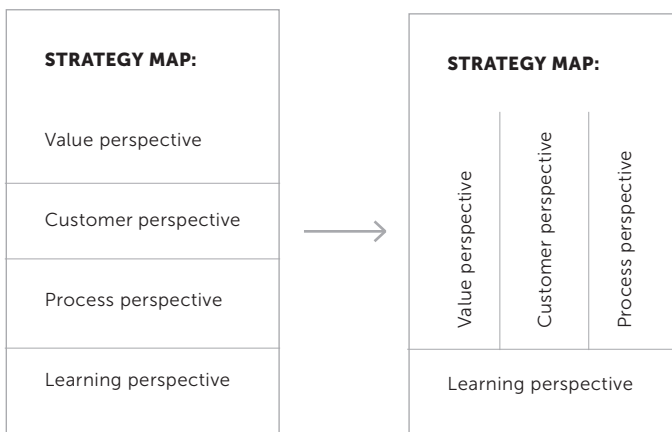 STRATEGY MAP:
Value perspective
Customer perspective
Process perspective
Learning perspective
STRATEGY MAP:
Value perspective
Customer perspective
Process perspective
Learning perspective